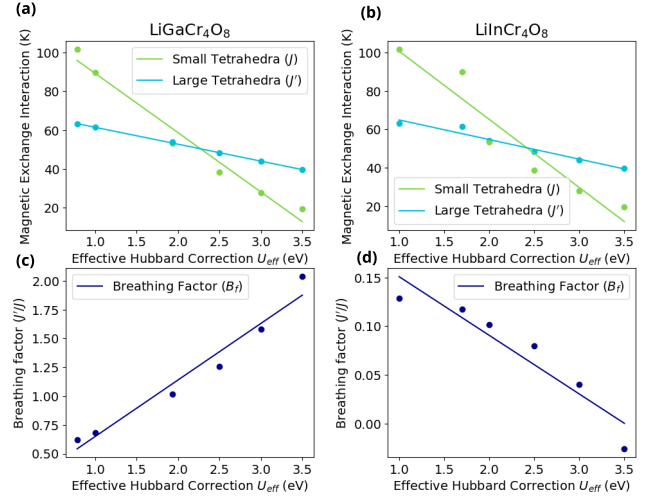 (a)
LiGaCr₄O₈
Magnetic Exchange Interaction (K)
100
80
60
40
20
Small Tetrahedra (J)
Large Tetrahedra (J')
1.0 1.5 2.0 2.5 3.0 3.5
Effective Hubbard Correction U_eff (eV)
(b)
LiInCr₄O₈
Magnetic Exchange Interaction (K)
100
80
60
40
20
Small Tetrahedra (J)
Large Tetrahedra (J')
1.0 1.5 2.0 2.5 3.0 3.5
Effective Hubbard Correction U_eff (eV)
(c)
Breathing factor (J'/J)
2.00
1.75
1.50
1.25
1.00
0.75
0.50
Breathing Factor (B_f)
1.0 1.5 2.0 2.5 3.0 3.5
Effective Hubbard Correction U_eff (eV)
(d)
Breathing factor (J'/J)
0.15
0.10
0.05
0.00
Breathing Factor (B_f)
1.0 1.5 2.0 2.5 3.0 3.5
Effective Hubbard Correction U_eff (eV)